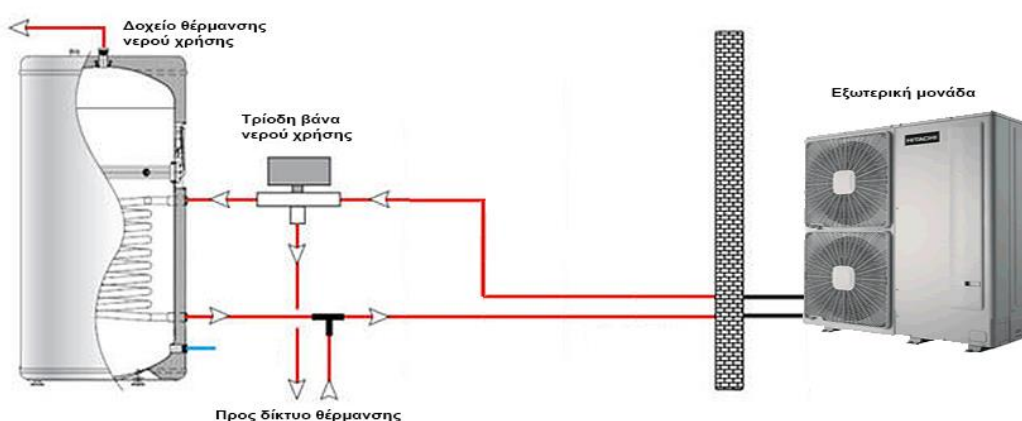 Δοχείο θέρμανσης
νερού χρήσης
Τρίοδη βάνα
νερού χρήσης
Εξωτερική μονάδα
HITACHI
Προς δίκτυο θέρμανσης